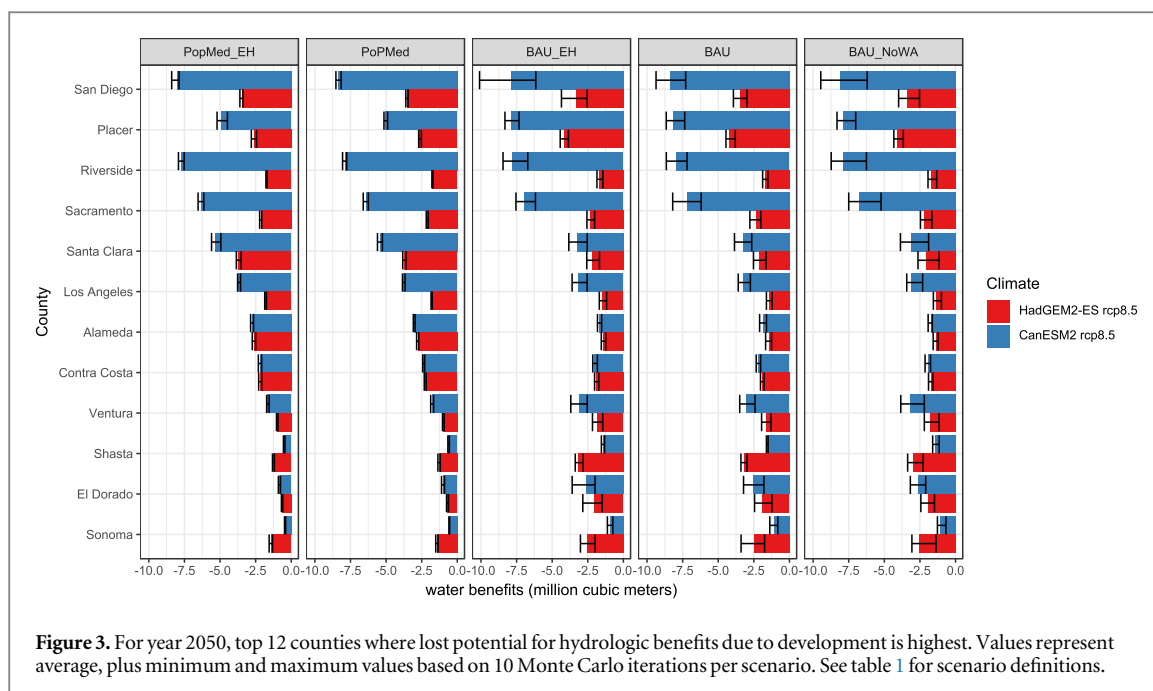 PopMed_EH PoPMed BAU_EH BAU BAU_NoWA
San Diego
Placer
Riverside
Sacramento
Santa Clara
Los Angeles
Alameda
Contra Costa
Ventura
Shasta
El Dorado
Sonoma
County
-10.0 -7.5 -5.0 -2.5 0.0 -10.0 -7.5 -5.0 -2.5 0.0 -10.0 -7.5 -5.0 -2.5 0.0 -10.0 -7.5 -5.0 -2.5 0.0 -10.0 -7.5 -5.0 -2.5 0.0
water benefits (million cubic meters)
Climate
HadGEM2-ES rcp8.5
CanESM2 rcp8.5
Figure 3. For year 2050, top 12 counties where lost potential for hydrologic benefits due to development is highest. Values represent
average, plus minimum and maximum values based on 10 Monte Carlo iterations per scenario. See table 1 for scenario definitions.